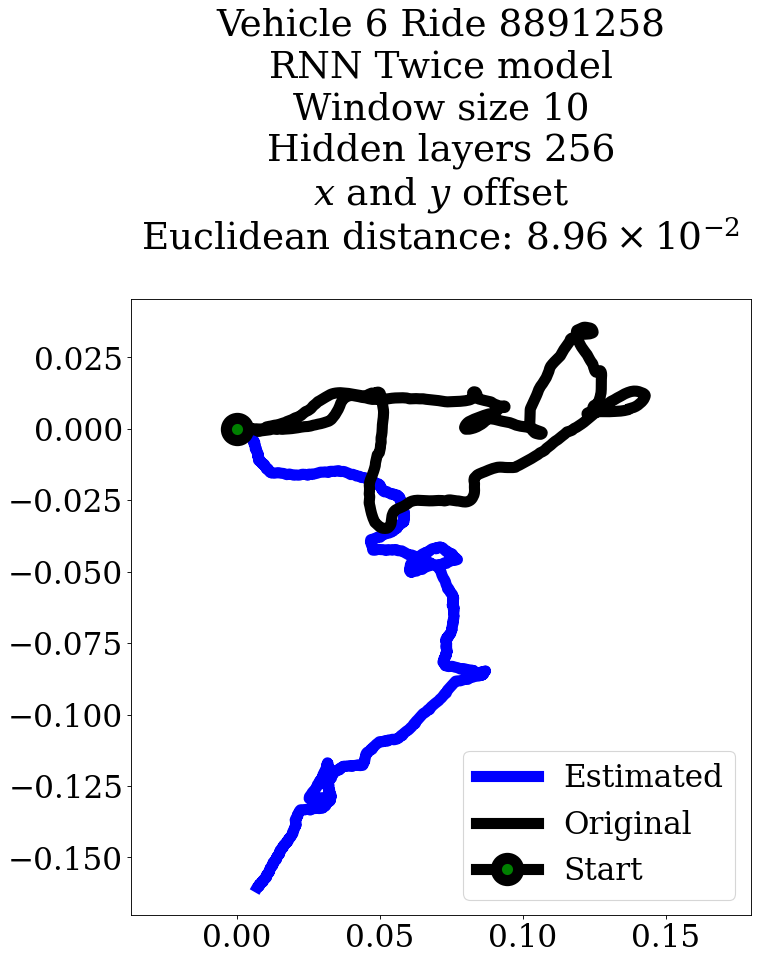 Vehicle 6 Ride 8891258
RNN Twice model
Window size 10
Hidden layers 256
x and y offset
Euclidean distance: 8.96 × 10⁻²
0.025
0.000
−0.025
−0.050
−0.075
−0.100
−0.125
−0.150
Estimated
Original
Start
0.00 0.05 0.10 0.15